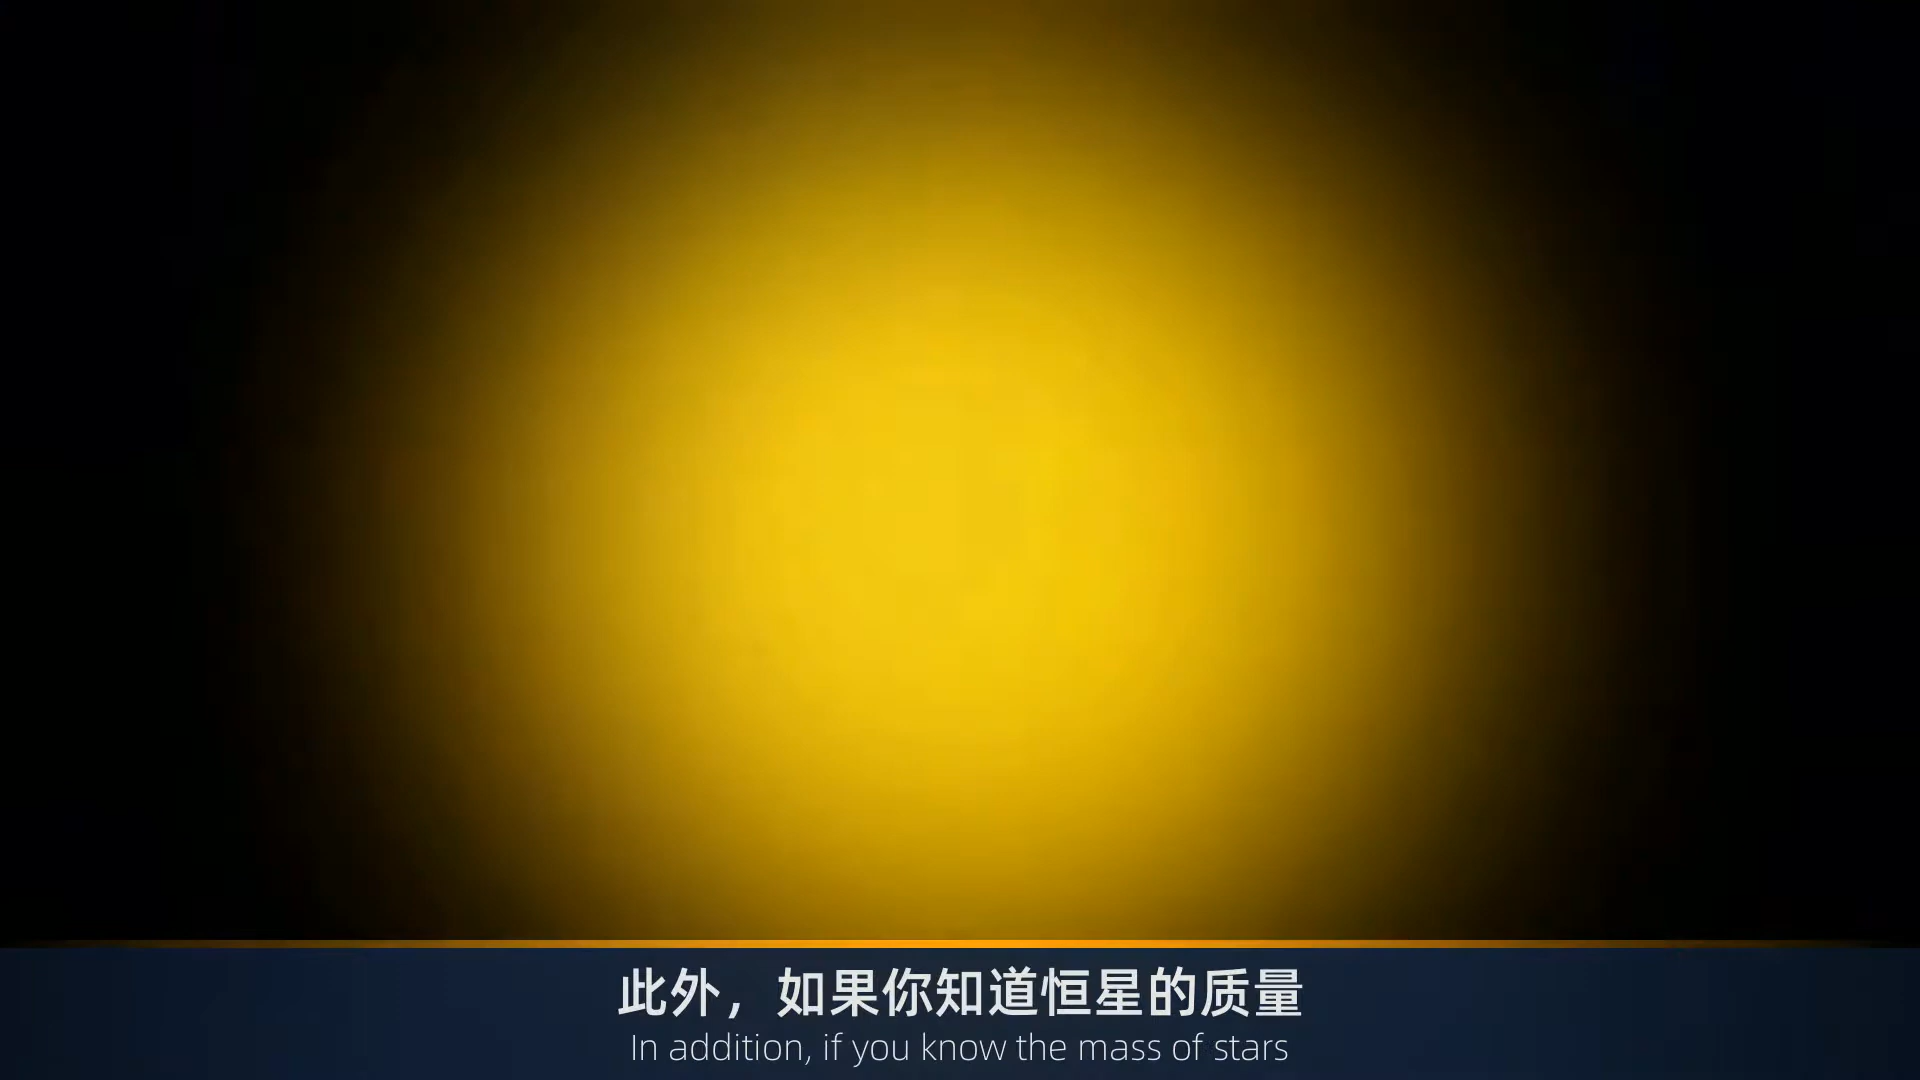 此外，如果你知道恒星的质量
In addition, if you know the mass of stars